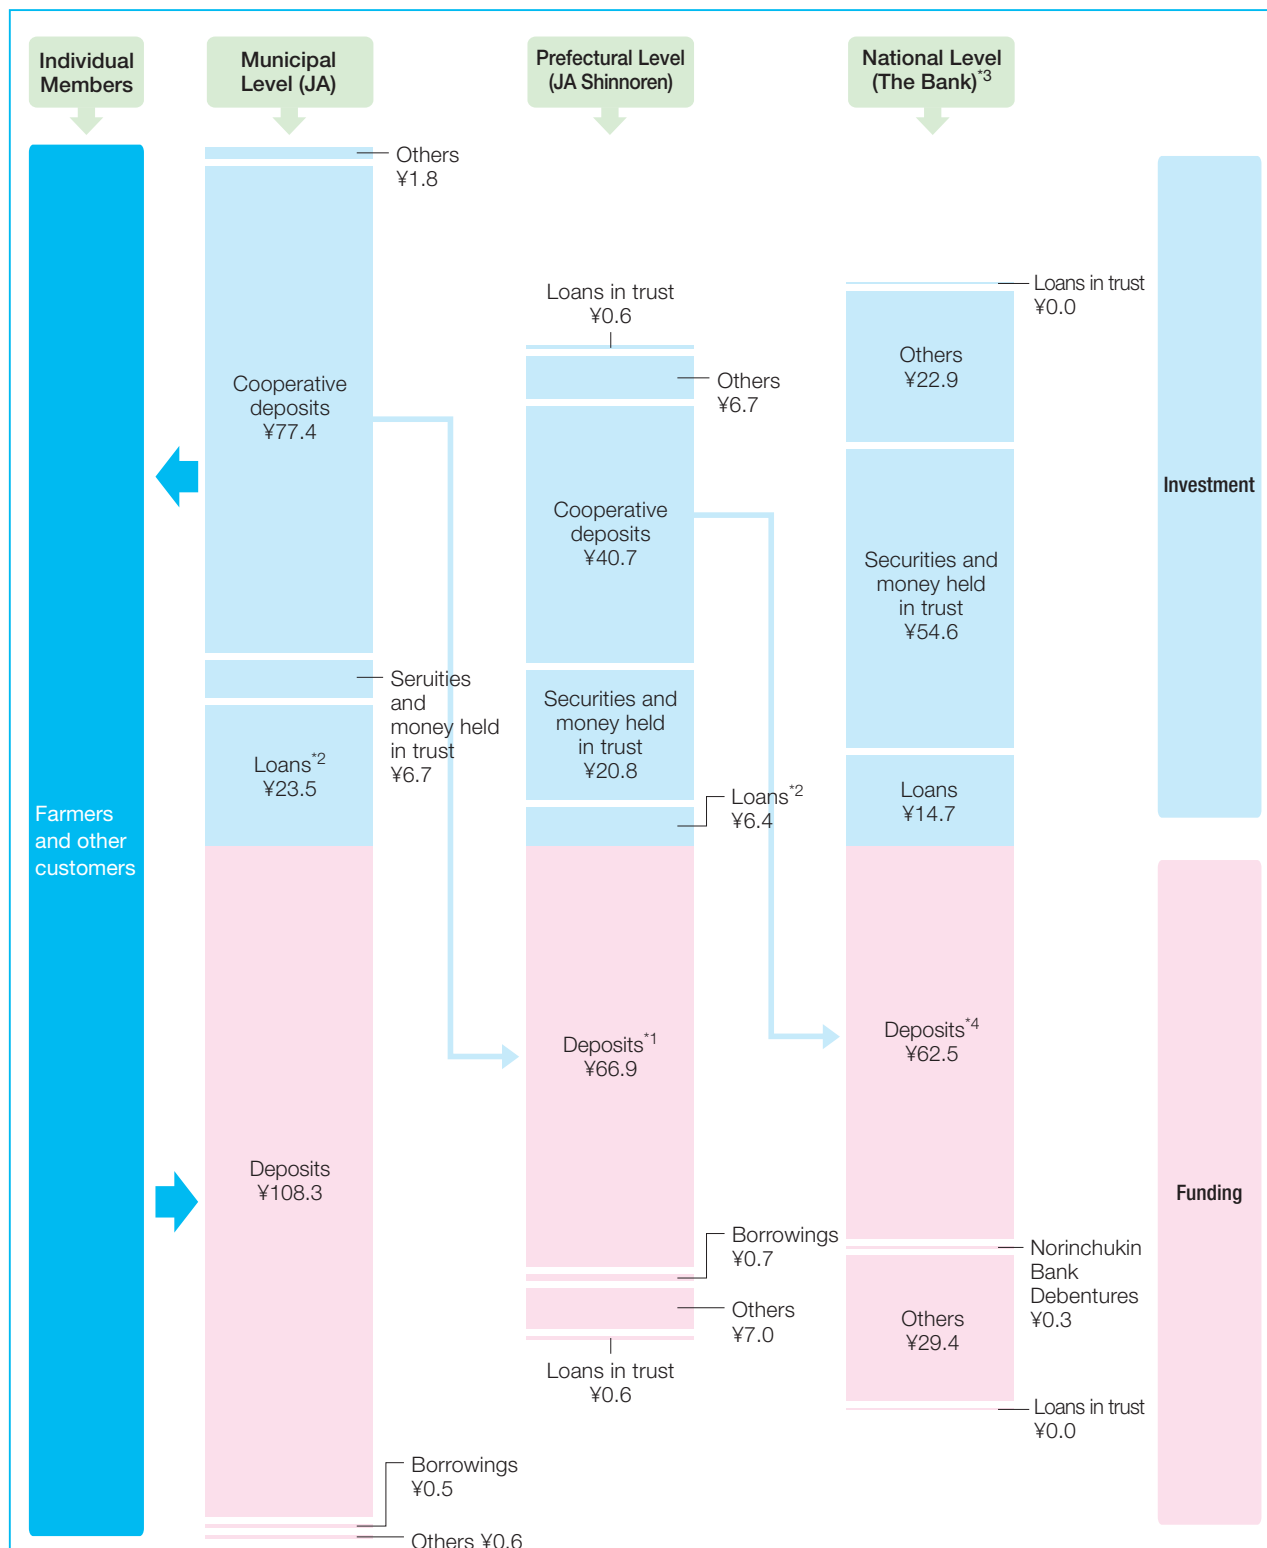 Individual
Members
Municipal
Level (JA)
Prefectural Level
(JA Shinnoren)
National Level
(The Bank)*3
Others
¥1.8
Cooperative
deposits
¥77.4
Seruities
and
money held
in trust
¥6.7
Loans*2
¥23.5
Farmers
and other
customers
Deposits
¥108.3
Borrowings
¥0.5
Others ¥0.6
Loans in trust
¥0.6
Others
¥6.7
Cooperative
deposits
¥40.7
Securities and
money held
in trust
¥20.8
Loans*2
¥6.4
Deposits*1
¥66.9
Borrowings
¥0.7
Others
¥7.0
Loans in trust
¥0.6
Loans in trust
¥0.0
Others
¥22.9
Securities and
money held
in trust
¥54.6
Loans
¥14.7
Deposits*4
¥62.5
Norinchukin
Bank
Debentures
¥0.3
Others
¥29.4
Loans in trust
¥0.0
Investment
Funding